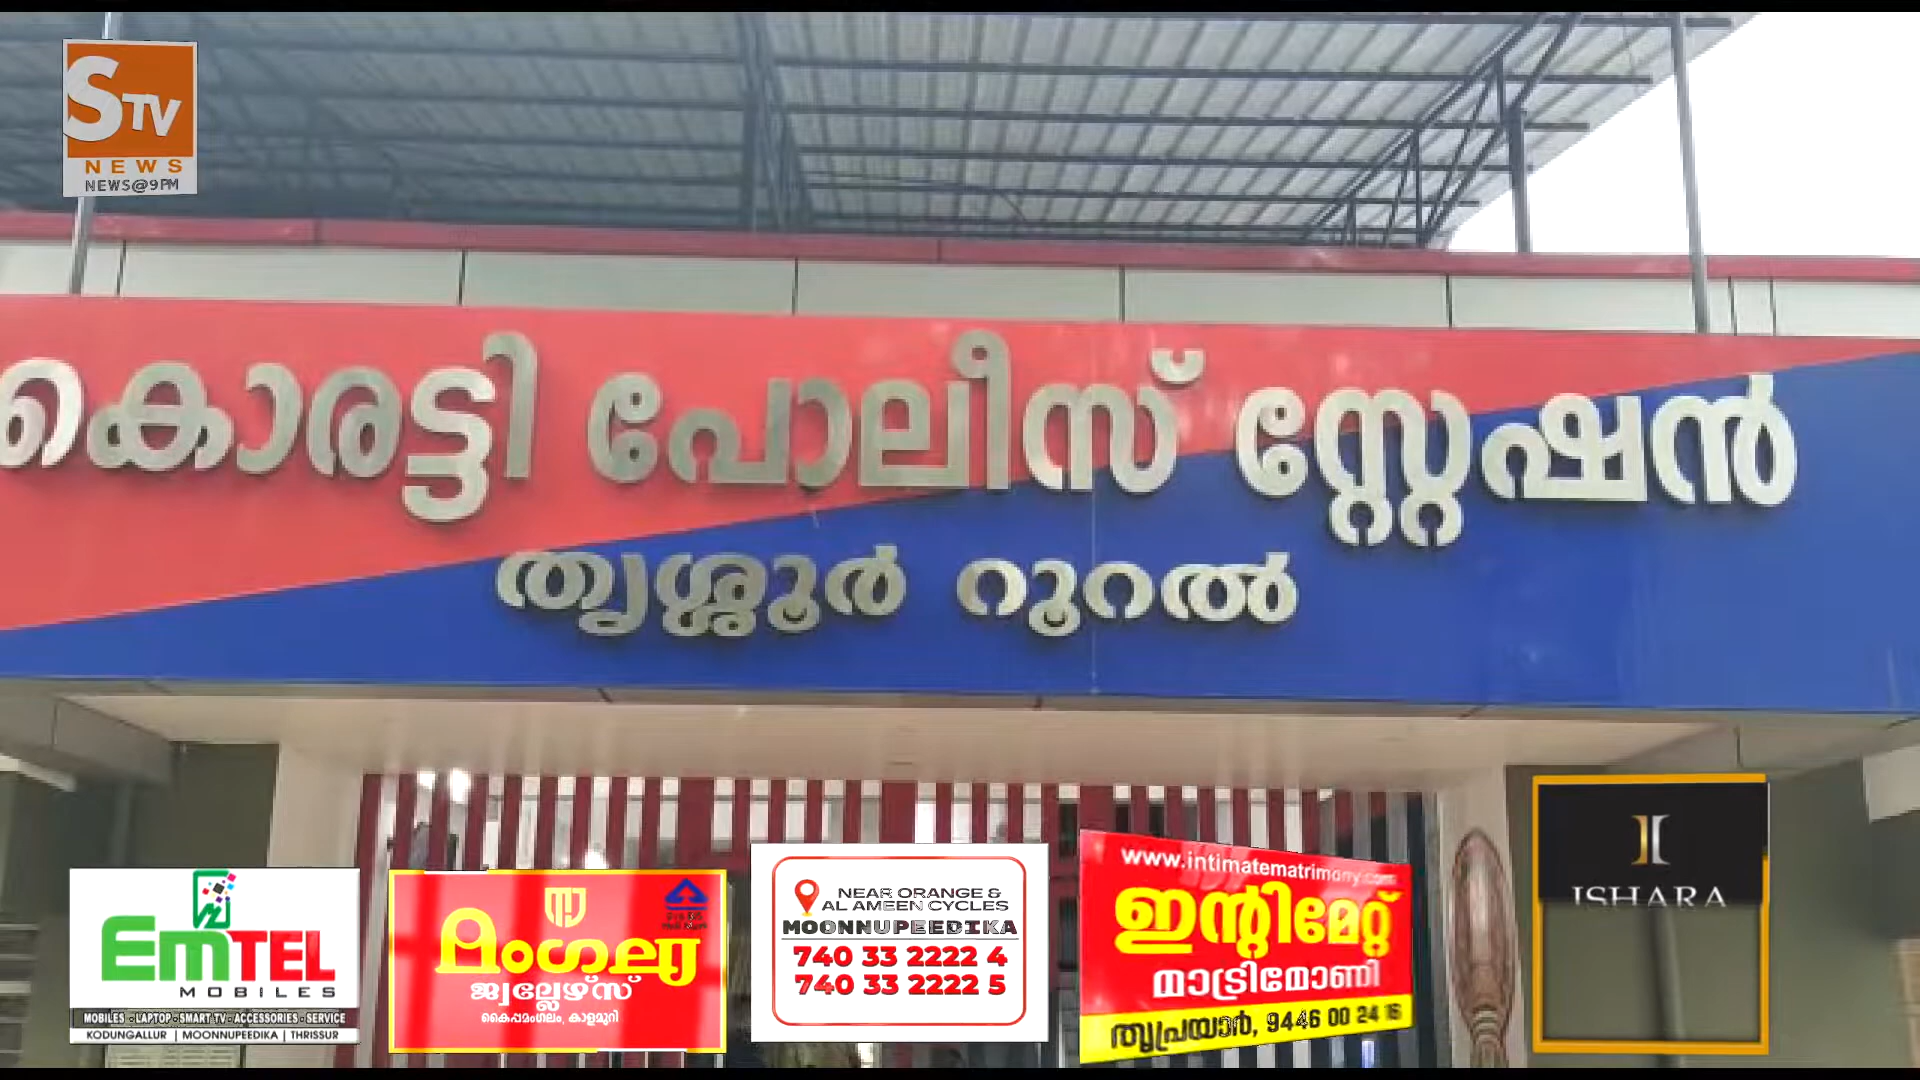 STV
NEWS
NEWS@9PM
കൊരട്ടി പോലീസ് സ്റ്റേഷൻ
തൃശ്ശൂർ റൂറൽ
EmTEL
MOBILES
MOBILES - LAPTOP - SMART TV - ACCESSORIES - SERVICE
KODUNGALLUR | MOONNUPEEDIKA | THRISSUR
മംഗല്യ
ജ്വല്ലേഴ്സ്
കൈപ്പമംഗലം, കാളമുറി
NEAR ORANGE &
AL AMEEN CYCLES
MOONNUPEEDIKA
740 33 2222 4
740 33 2222 5
www.intimatematrimony.com
ഇന്റിമേറ്റ്
മാട്രിമോണി
തൃപ്രയാർ, 9446 00 24 16
ISHARA